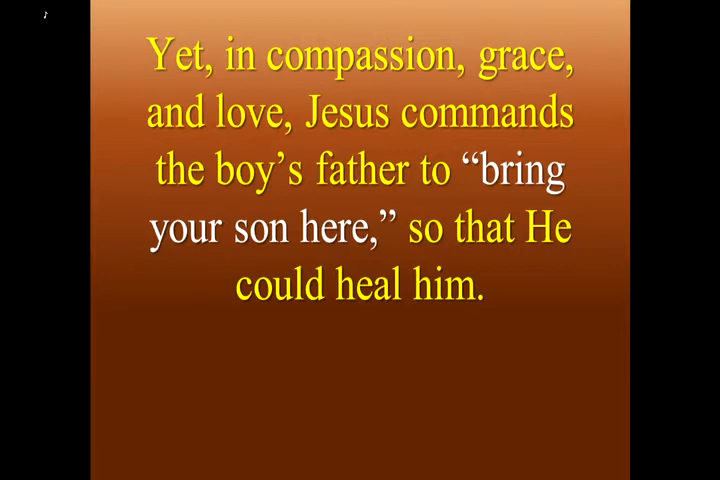 ♪
Yet, in compassion, grace,
and love, Jesus commands
the boy’s father to “bring
your son here,” so that He
could heal him.